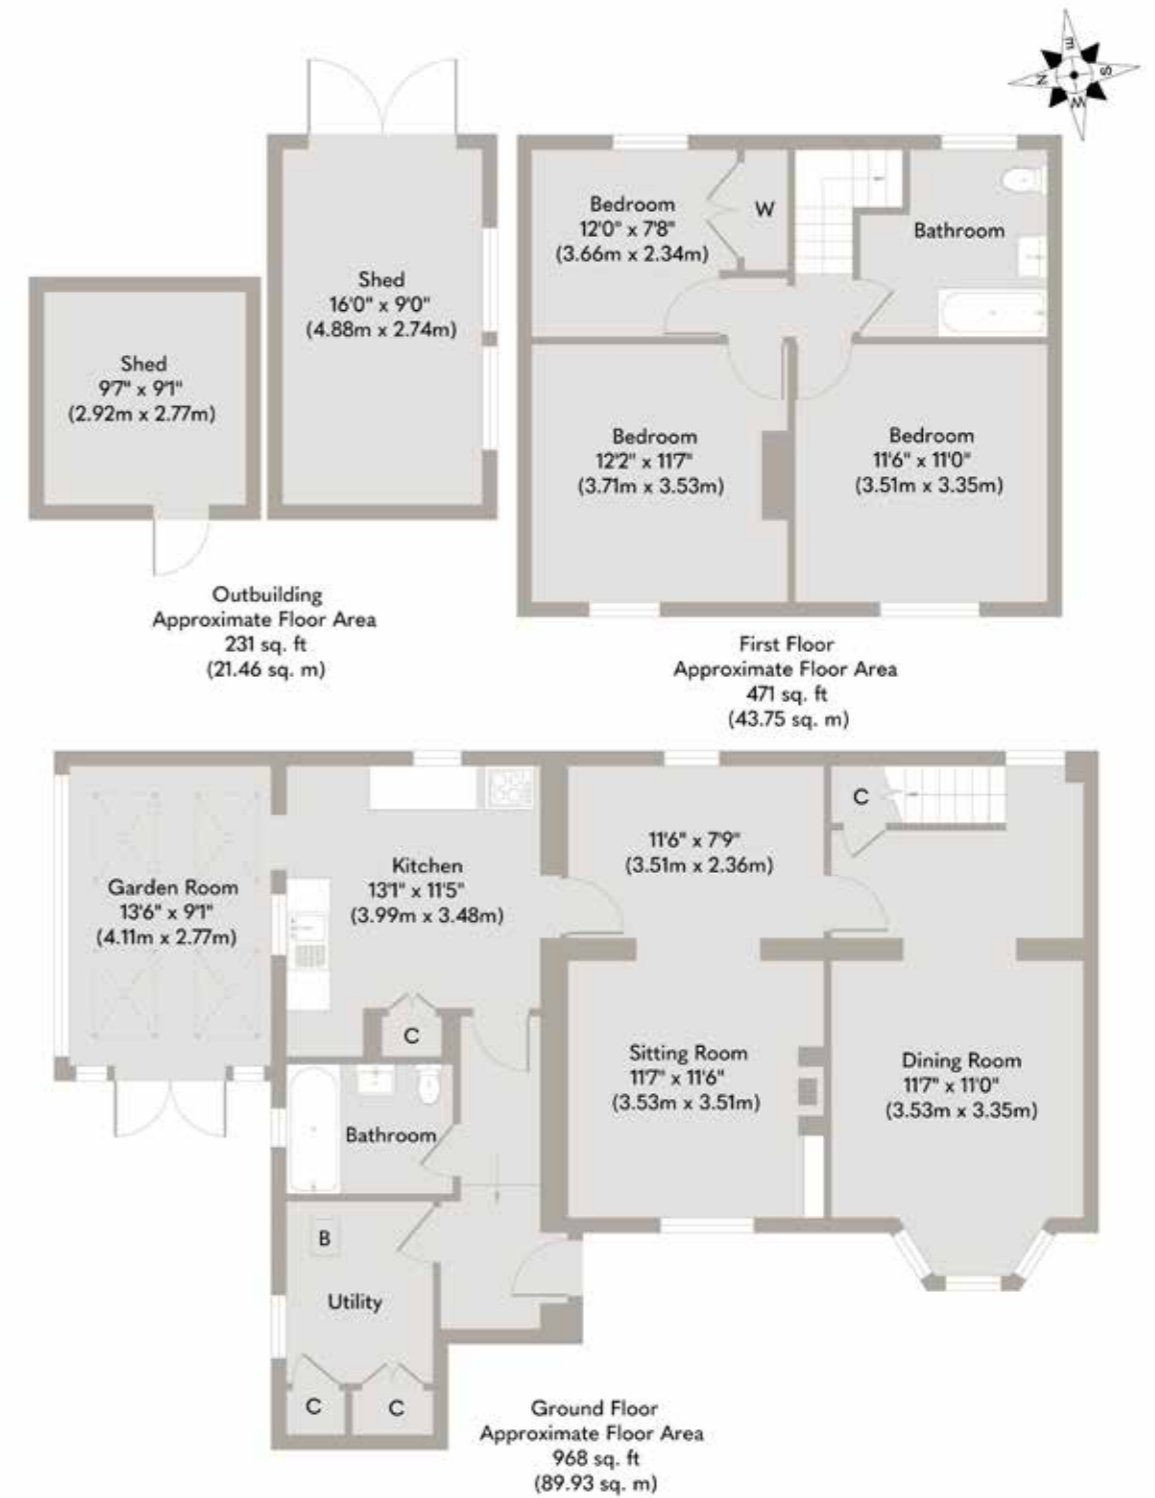 E
N
S
W
Bedroom
12'0" x 7'8"
(3.66m x 2.34m)
W
Bathroom
Shed
16'0" x 9'0"
(4.88m x 2.74m)
Shed
9'7" x 9'1"
(2.92m x 2.77m)
Bedroom
12'2" x 11'7"
(3.71m x 3.53m)
Bedroom
11'6" x 11'0"
(3.51m x 3.35m)
Outbuilding
Approximate Floor Area
231 sq. ft
(21.46 sq. m)
First Floor
Approximate Floor Area
471 sq. ft
(43.75 sq. m)
C
11'6" x 7'9"
(3.51m x 2.36m)
Kitchen
13'1" x 11'5"
(3.99m x 3.48m)
Garden Room
13'6" x 9'1"
(4.11m x 2.77m)
C
Sitting Room
11'7" x 11'6"
(3.53m x 3.51m)
Dining Room
11'7" x 11'0"
(3.53m x 3.35m)
Bathroom
B
Utility
C
C
Ground Floor
Approximate Floor Area
968 sq. ft
(89.93 sq. m)